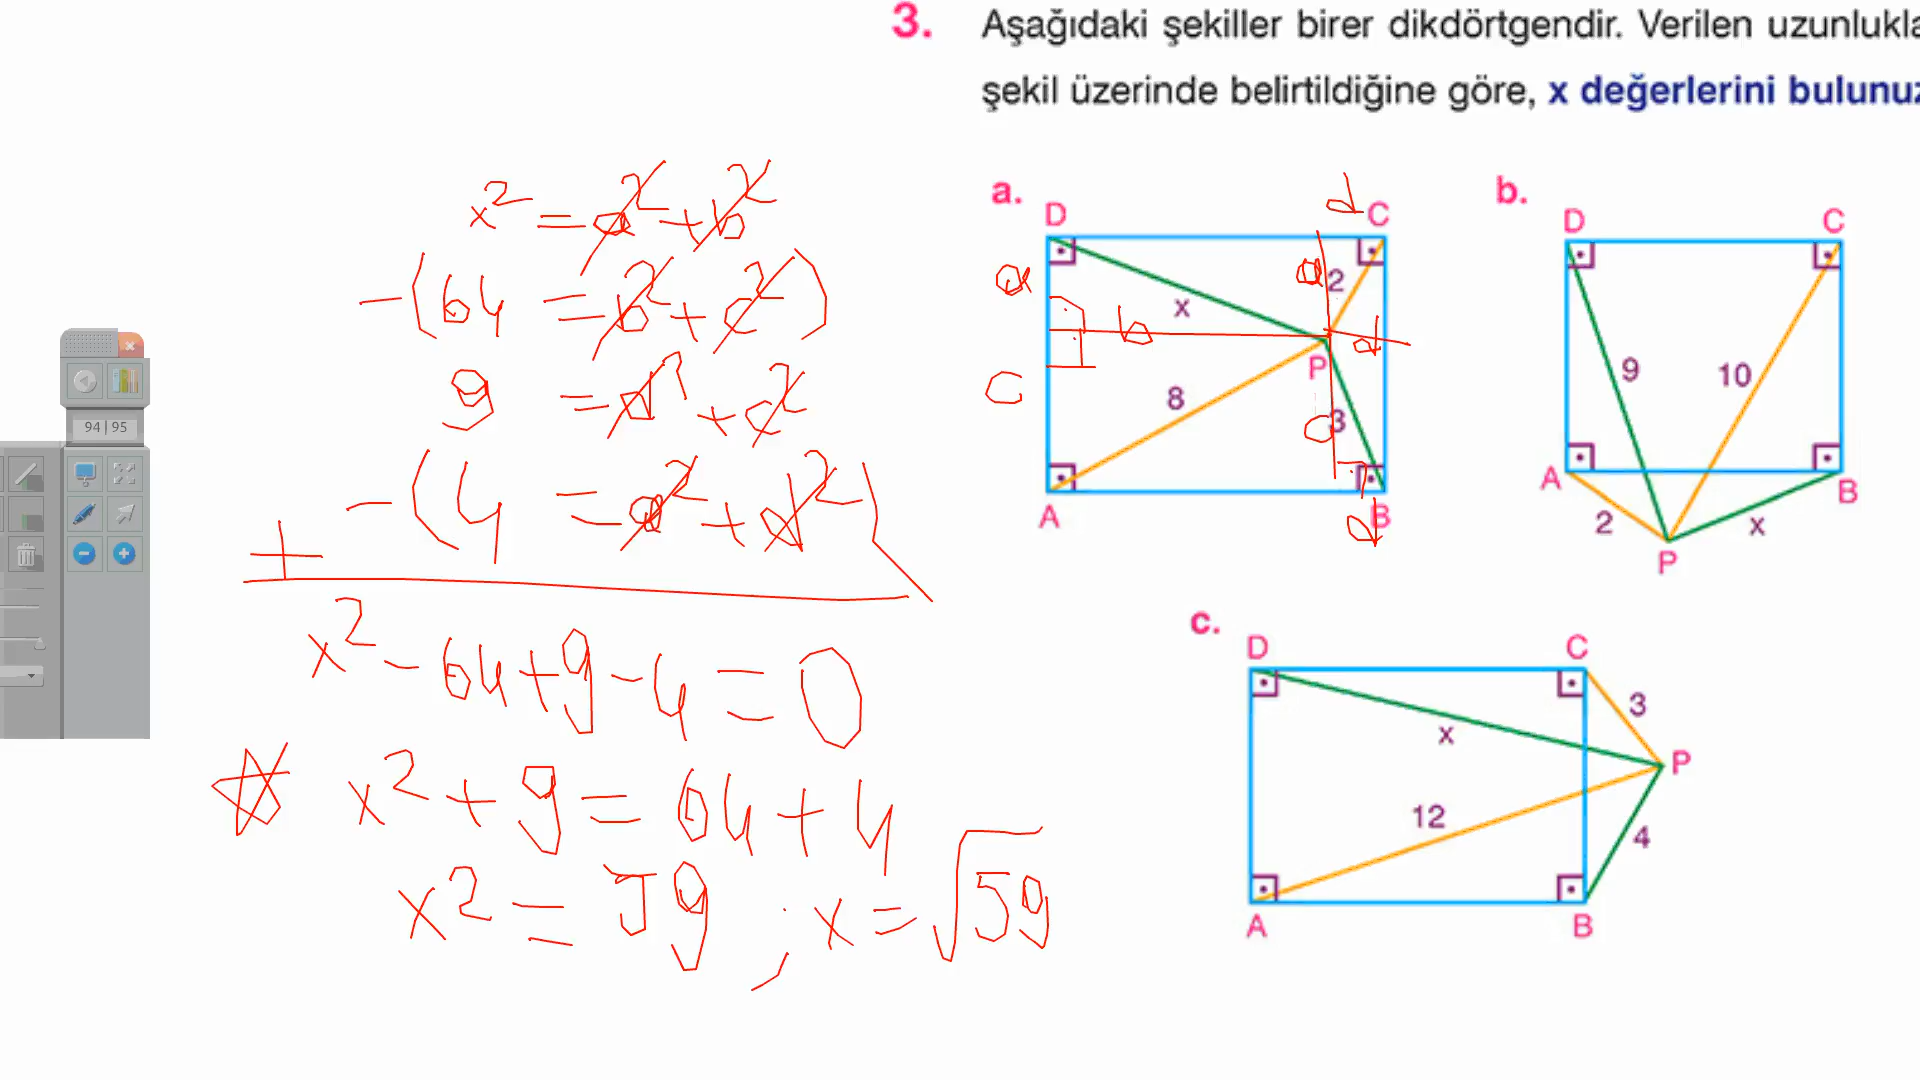 3. Aşağıdaki şekiller birer dikdörtgendir. Verilen
şekil üzerinde belirtildiğine göre, x değerlerini
x² = a² + b²
-(64 = b² + c²)
9 = d² + c²
-(4 = a² + d²)
+
x² - 64 + 9 - 4 = 0
x² + 9 = 64 + 4
x² = 59 ; x = √59
94|95
a.
D
C
d
a
a
2
x
b
d
P
c
8
c
3
A
B
d
b.
D
C
9
10
A
B
2
x
P
c.
D
C
3
x
P
12
4
A
B